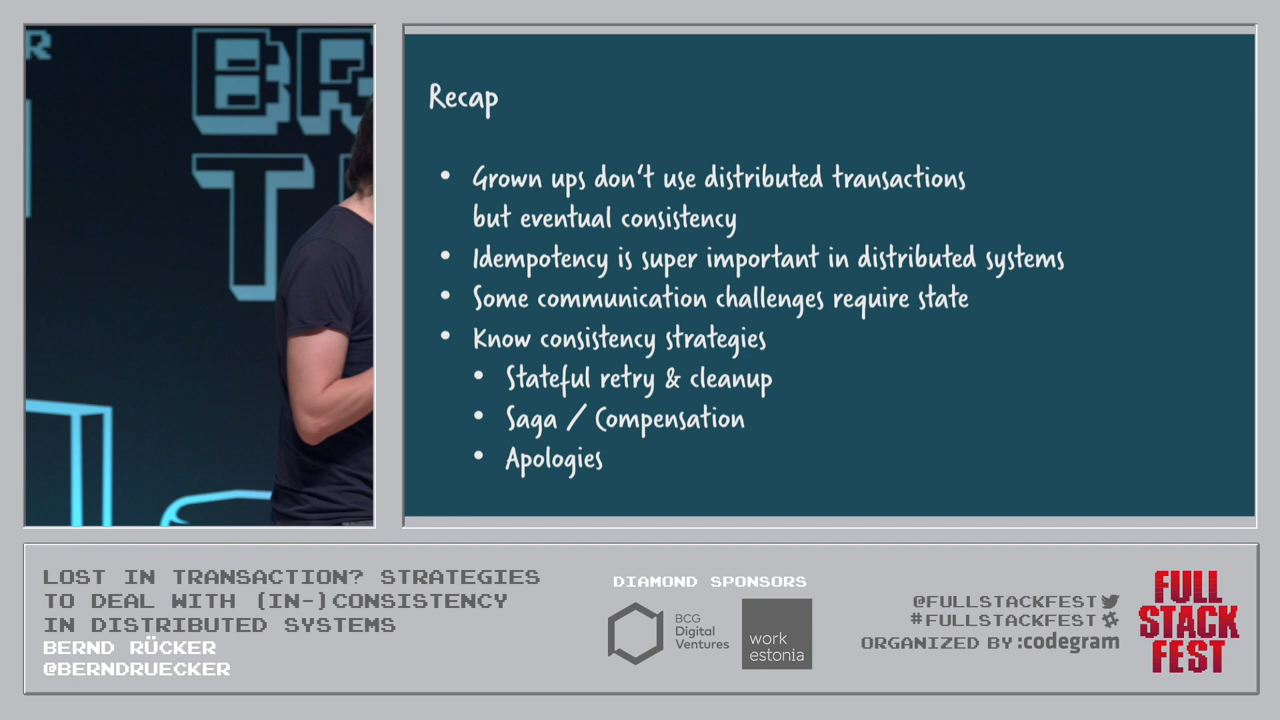 R
BR
T
Recap
• Grown ups don't use distributed transactions
but eventual consistency
• Idempotency is super important in distributed systems
• Some communication challenges require state
• Know consistency strategies
• Stateful retry & cleanup
• Saga / Compensation
• Apologies
LOST IN TRANSACTION? STRATEGIES
TO DEAL WITH (IN-)CONSISTENCY
IN DISTRIBUTED SYSTEMS
BERND RÜCKER
@BERNDRUECKER
DIAMOND SPONSORS
BCG
Digital
Ventures
work
estonia
@FULLSTACKFEST
#FULLSTACKFEST
ORGANIZED BY :codegram
FULL
STACK
FEST